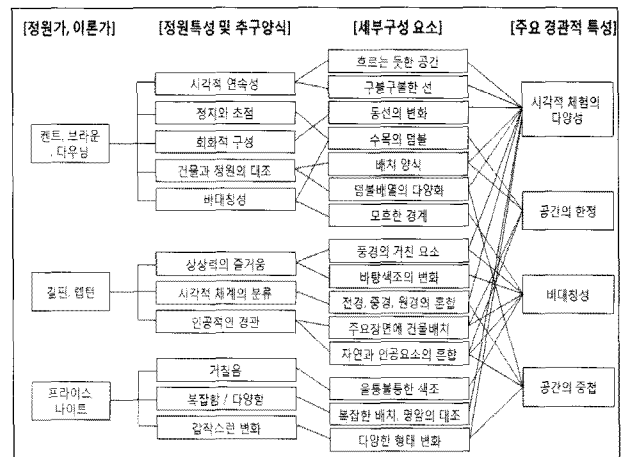 [정원가, 이론가]
[정원특성 및 추구양식]
[세부구성 요소]
[주요 경관적 특성]
켄트, 브라운
, 다우닝
시각적 연속성
정지와 초점
회화적 구성
건물과 정원의 대조
비대칭성
흐르는 듯한 공간
구불구불한 선
동선의 변화
수목의 덤불
배치 양식
덤불배열의 다양화
모호한 경계
길핀, 렙턴
상상력의 즐거움
시각적 체계의 분류
인공적인 경관
풍경의 거친 요소
바탕색조의 변화
전경, 중경, 원경의 혼합
주요장면에 건물배치
자연과 인공요소의 혼합
프라이스
나이트
거칠음
복잡함 / 다양함
갑작스런 변화
울퉁불퉁한 색조
복잡한 배치, 명암의 대조
다양한 형태 변화
시각적 체험의
다양성
공간의 한정
비대칭성
공간의 중첩